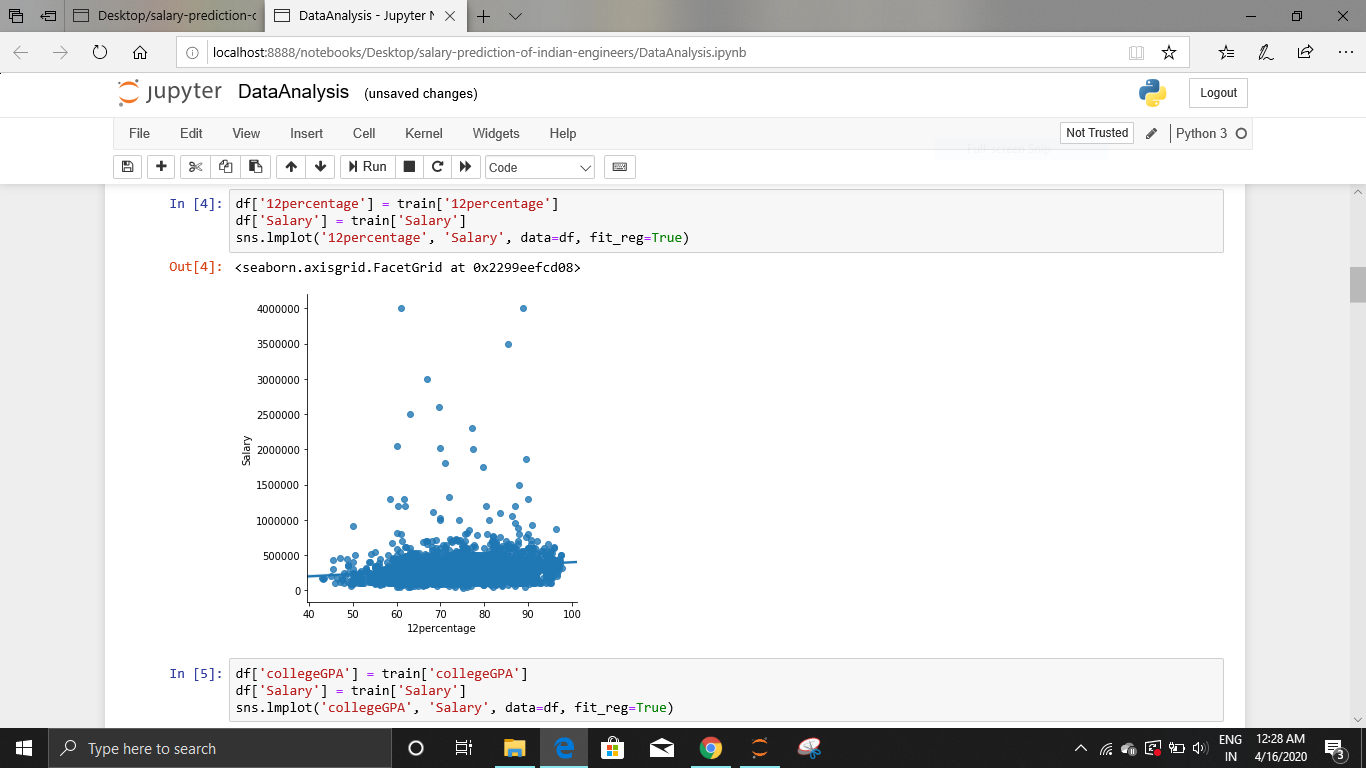 Desktop/salary-prediction-c
DataAnalysis - Jupyter N
localhost:8888/notebooks/Desktop/salary-prediction-of-indian-engineers/DataAnalysis.ipynb
jupyter DataAnalysis (unsaved changes)
Logout
File Edit View Insert Cell Kernel Widgets Help
Not Trusted
Python 3
Run
Code
In [4]:
df['12percentage'] = train['12percentage']
df['Salary'] = train['Salary']
sns.lmplot('12percentage', 'Salary', data=df, fit_reg=True)
Out[4]: <seaborn.axisgrid.FacetGrid at 0x2299eefcd08>
4000000
3500000
3000000
2500000
2000000
1500000
1000000
500000
0
Salary
40 50 60 70 80 90 100
12percentage
In [5]:
df['collegeGPA'] = train['collegeGPA']
df['Salary'] = train['Salary']
sns.lmplot('collegeGPA', 'Salary', data=df, fit_reg=True)
Type here to search
ENG
IN
12:28 AM
4/16/2020
3